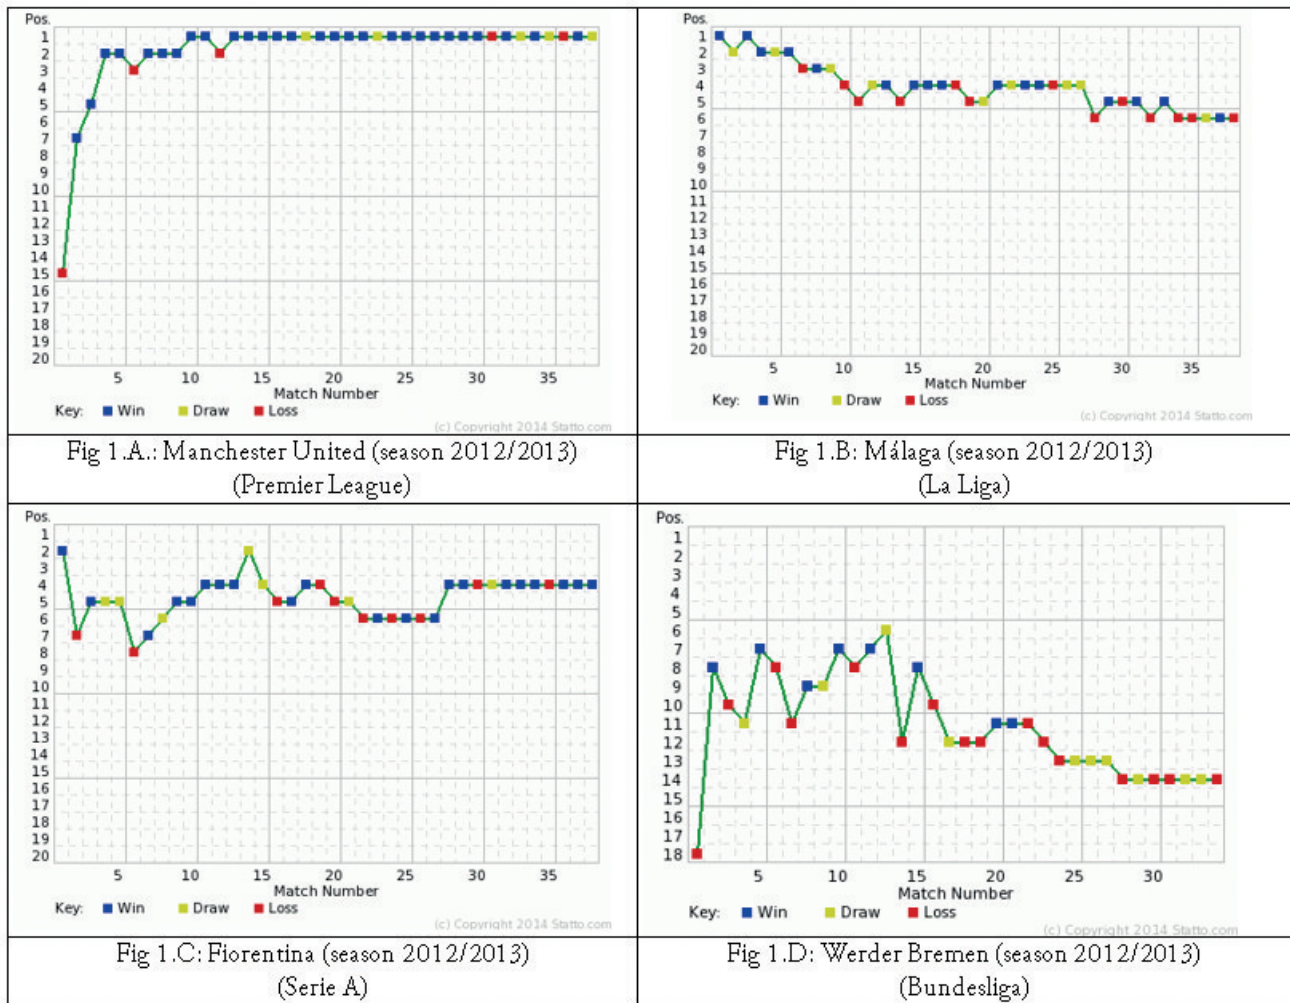 Pos.
1
2
3
4
5
6
7
8
9
10
11
12
13
14
15
16
17
18
19
20
5 10 15 20 25 30 35
Match Number
Key: Win Draw Loss
(c) Copyright 2014 Statto.com
Fig 1.A.: Manchester United (season 2012/2013)
(Premier League)
Pos.
1
2
3
4
5
6
7
8
9
10
11
12
13
14
15
16
17
18
19
20
5 10 15 20 25 30 35
Match Number
Key: Win Draw Loss
(c) Copyright 2014 Statto.com
Fig 1.B: Málaga (season 2012/2013)
(La Liga)
Pos.
1
2
3
4
5
6
7
8
9
10
11
12
13
14
15
16
17
18
19
20
5 10 15 20 25 30 35
Match Number
Key: Win Draw Loss
(c) Copyright 2014 Statto.com
Fig 1.C: Fiorentina (season 2012/2013)
(Serie A)
Pos.
1
2
3
4
5
6
7
8
9
10
11
12
13
14
15
16
17
18
5 10 15 20 25 30
Match Number
Key: Win Draw Loss
(c) Copyright 2014 Statto.com
Fig 1.D: Werder Bremen (season 2012/2013)
(Bundesliga)